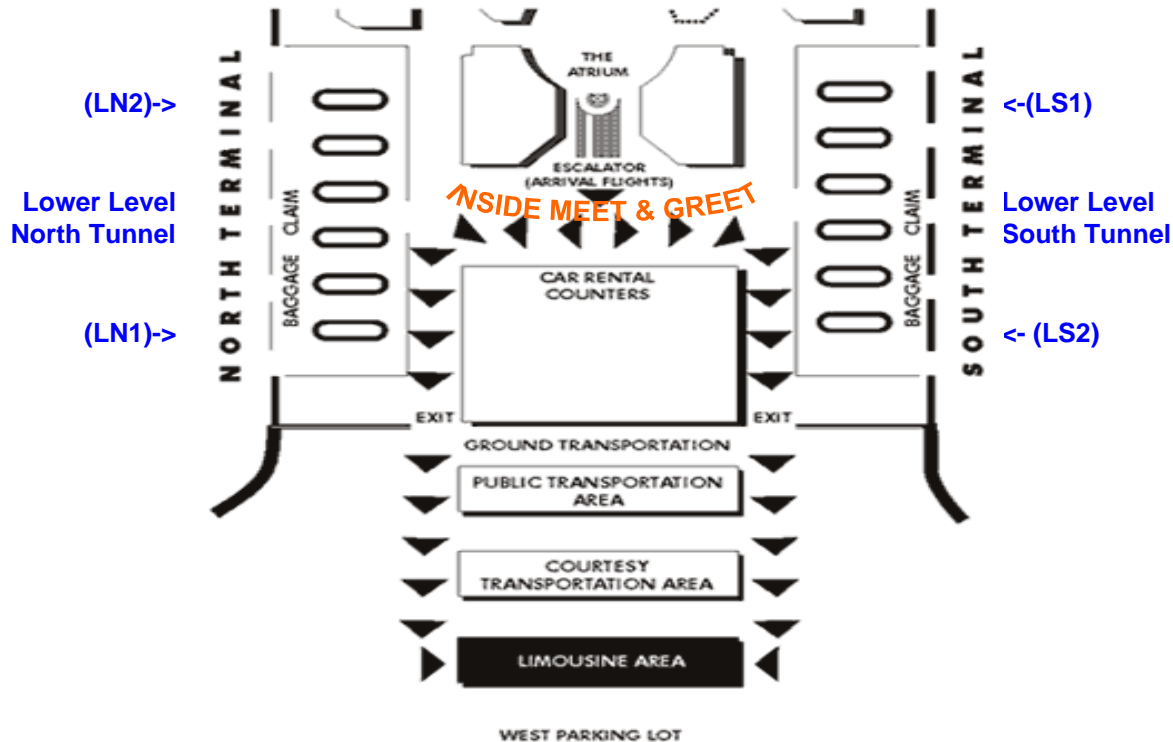 THE
ATRIUM
(LN2)->
<-(LS1)
ESCALATOR
(ARRIVAL FLIGHTS)
INSIDE MEET & GREET
NORTH TERMINAL
SOUTH TERMINAL
BAGGAGE CLAIM
BAGGAGE CLAIM
Lower Level
North Tunnel
Lower Level
South Tunnel
CAR RENTAL
COUNTERS
(LN1)->
<- (LS2)
EXIT
EXIT
GROUND TRANSPORTATION
PUBLIC TRANSPORTATION
AREA
COURTESY
TRANSPORTATION AREA
LIMOUSINE AREA
WEST PARKING LOT